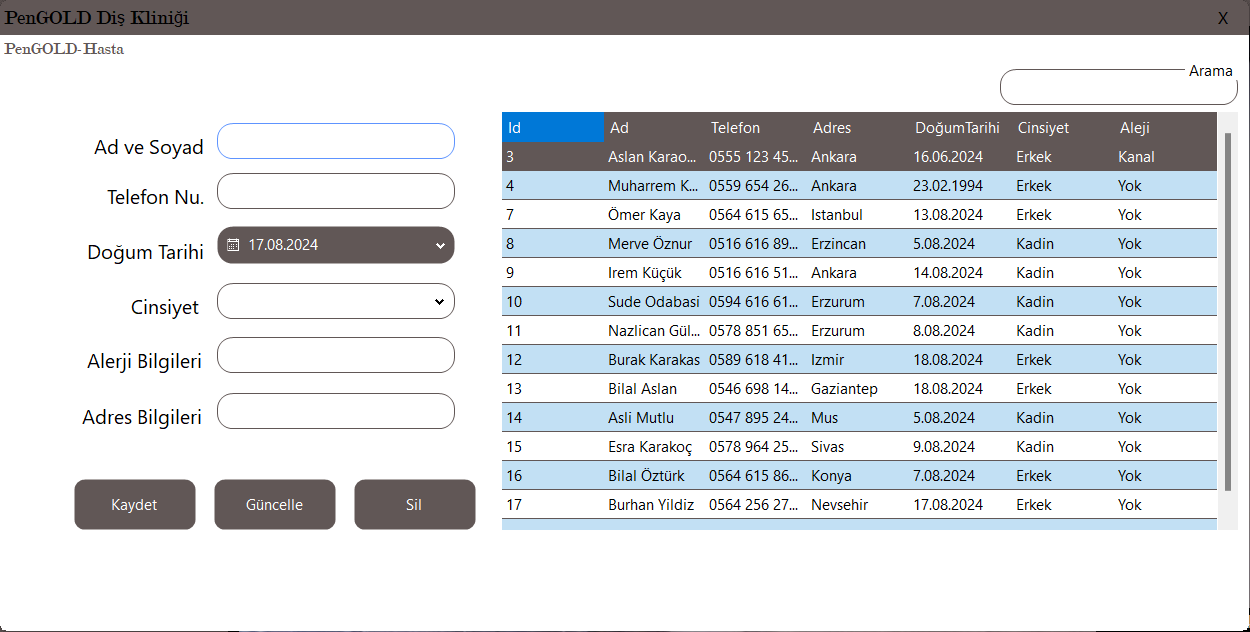 PenGOLD Diş Kliniği X
PenGOLD-Hasta
Arama
Ad ve Soyad
Telefon Nu.
Doğum Tarihi 17.08.2024
Cinsiyet
Alerji Bilgileri
Adres Bilgileri
Kaydet Güncelle Sil
Id Ad Telefon Adres DoğumTarihi Cinsiyet Aleji
3 Aslan Karao... 0555 123 45... Ankara 16.06.2024 Erkek Kanal
4 Muharrem K... 0559 654 26... Ankara 23.02.1994 Erkek Yok
7 Ömer Kaya 0564 615 65... Istanbul 13.08.2024 Erkek Yok
8 Merve Öznur 0516 616 89... Erzincan 5.08.2024 Kadin Yok
9 Irem Küçük 0516 616 51... Ankara 14.08.2024 Kadin Yok
10 Sude Odabasi 0594 616 61... Erzurum 7.08.2024 Kadin Yok
11 Nazlican Gül... 0578 851 65... Erzurum 8.08.2024 Kadin Yok
12 Burak Karakas 0589 618 41... Izmir 18.08.2024 Erkek Yok
13 Bilal Aslan 0546 698 14... Gaziantep 18.08.2024 Erkek Yok
14 Asli Mutlu 0547 895 24... Mus 5.08.2024 Kadin Yok
15 Esra Karakoç 0578 964 25... Sivas 9.08.2024 Kadin Yok
16 Bilal Öztürk 0564 615 86... Konya 7.08.2024 Erkek Yok
17 Burhan Yildiz 0564 256 27... Nevsehir 17.08.2024 Erkek Yok